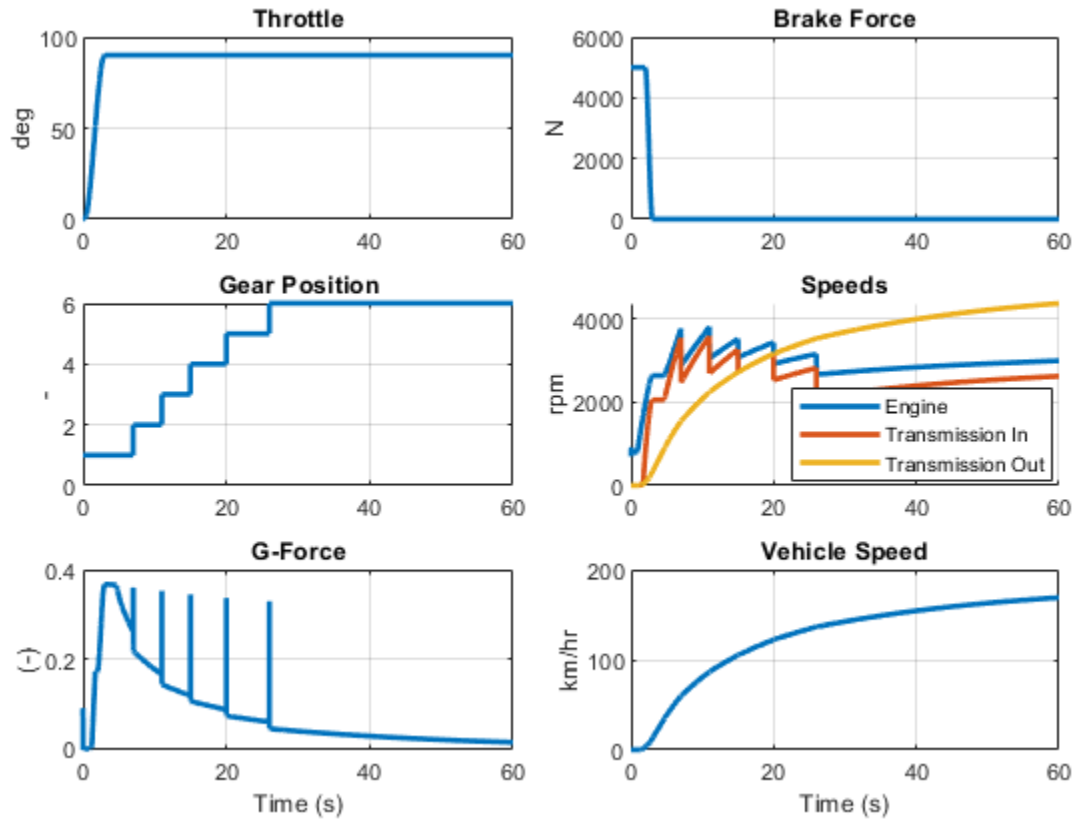 Throttle
100
50
0
deg
0 20 40 60
Brake Force
6000
4000
2000
0
N
0 20 40 60
Gear Position
6
4
2
0
-
0 20 40 60
Speeds
4000
2000
0
rpm
Engine
Transmission In
Transmission Out
0 20 40 60
G-Force
0.4
0.2
0
(-)
0 20 40 60
Time (s)
Vehicle Speed
200
100
0
km/hr
0 20 40 60
Time (s)